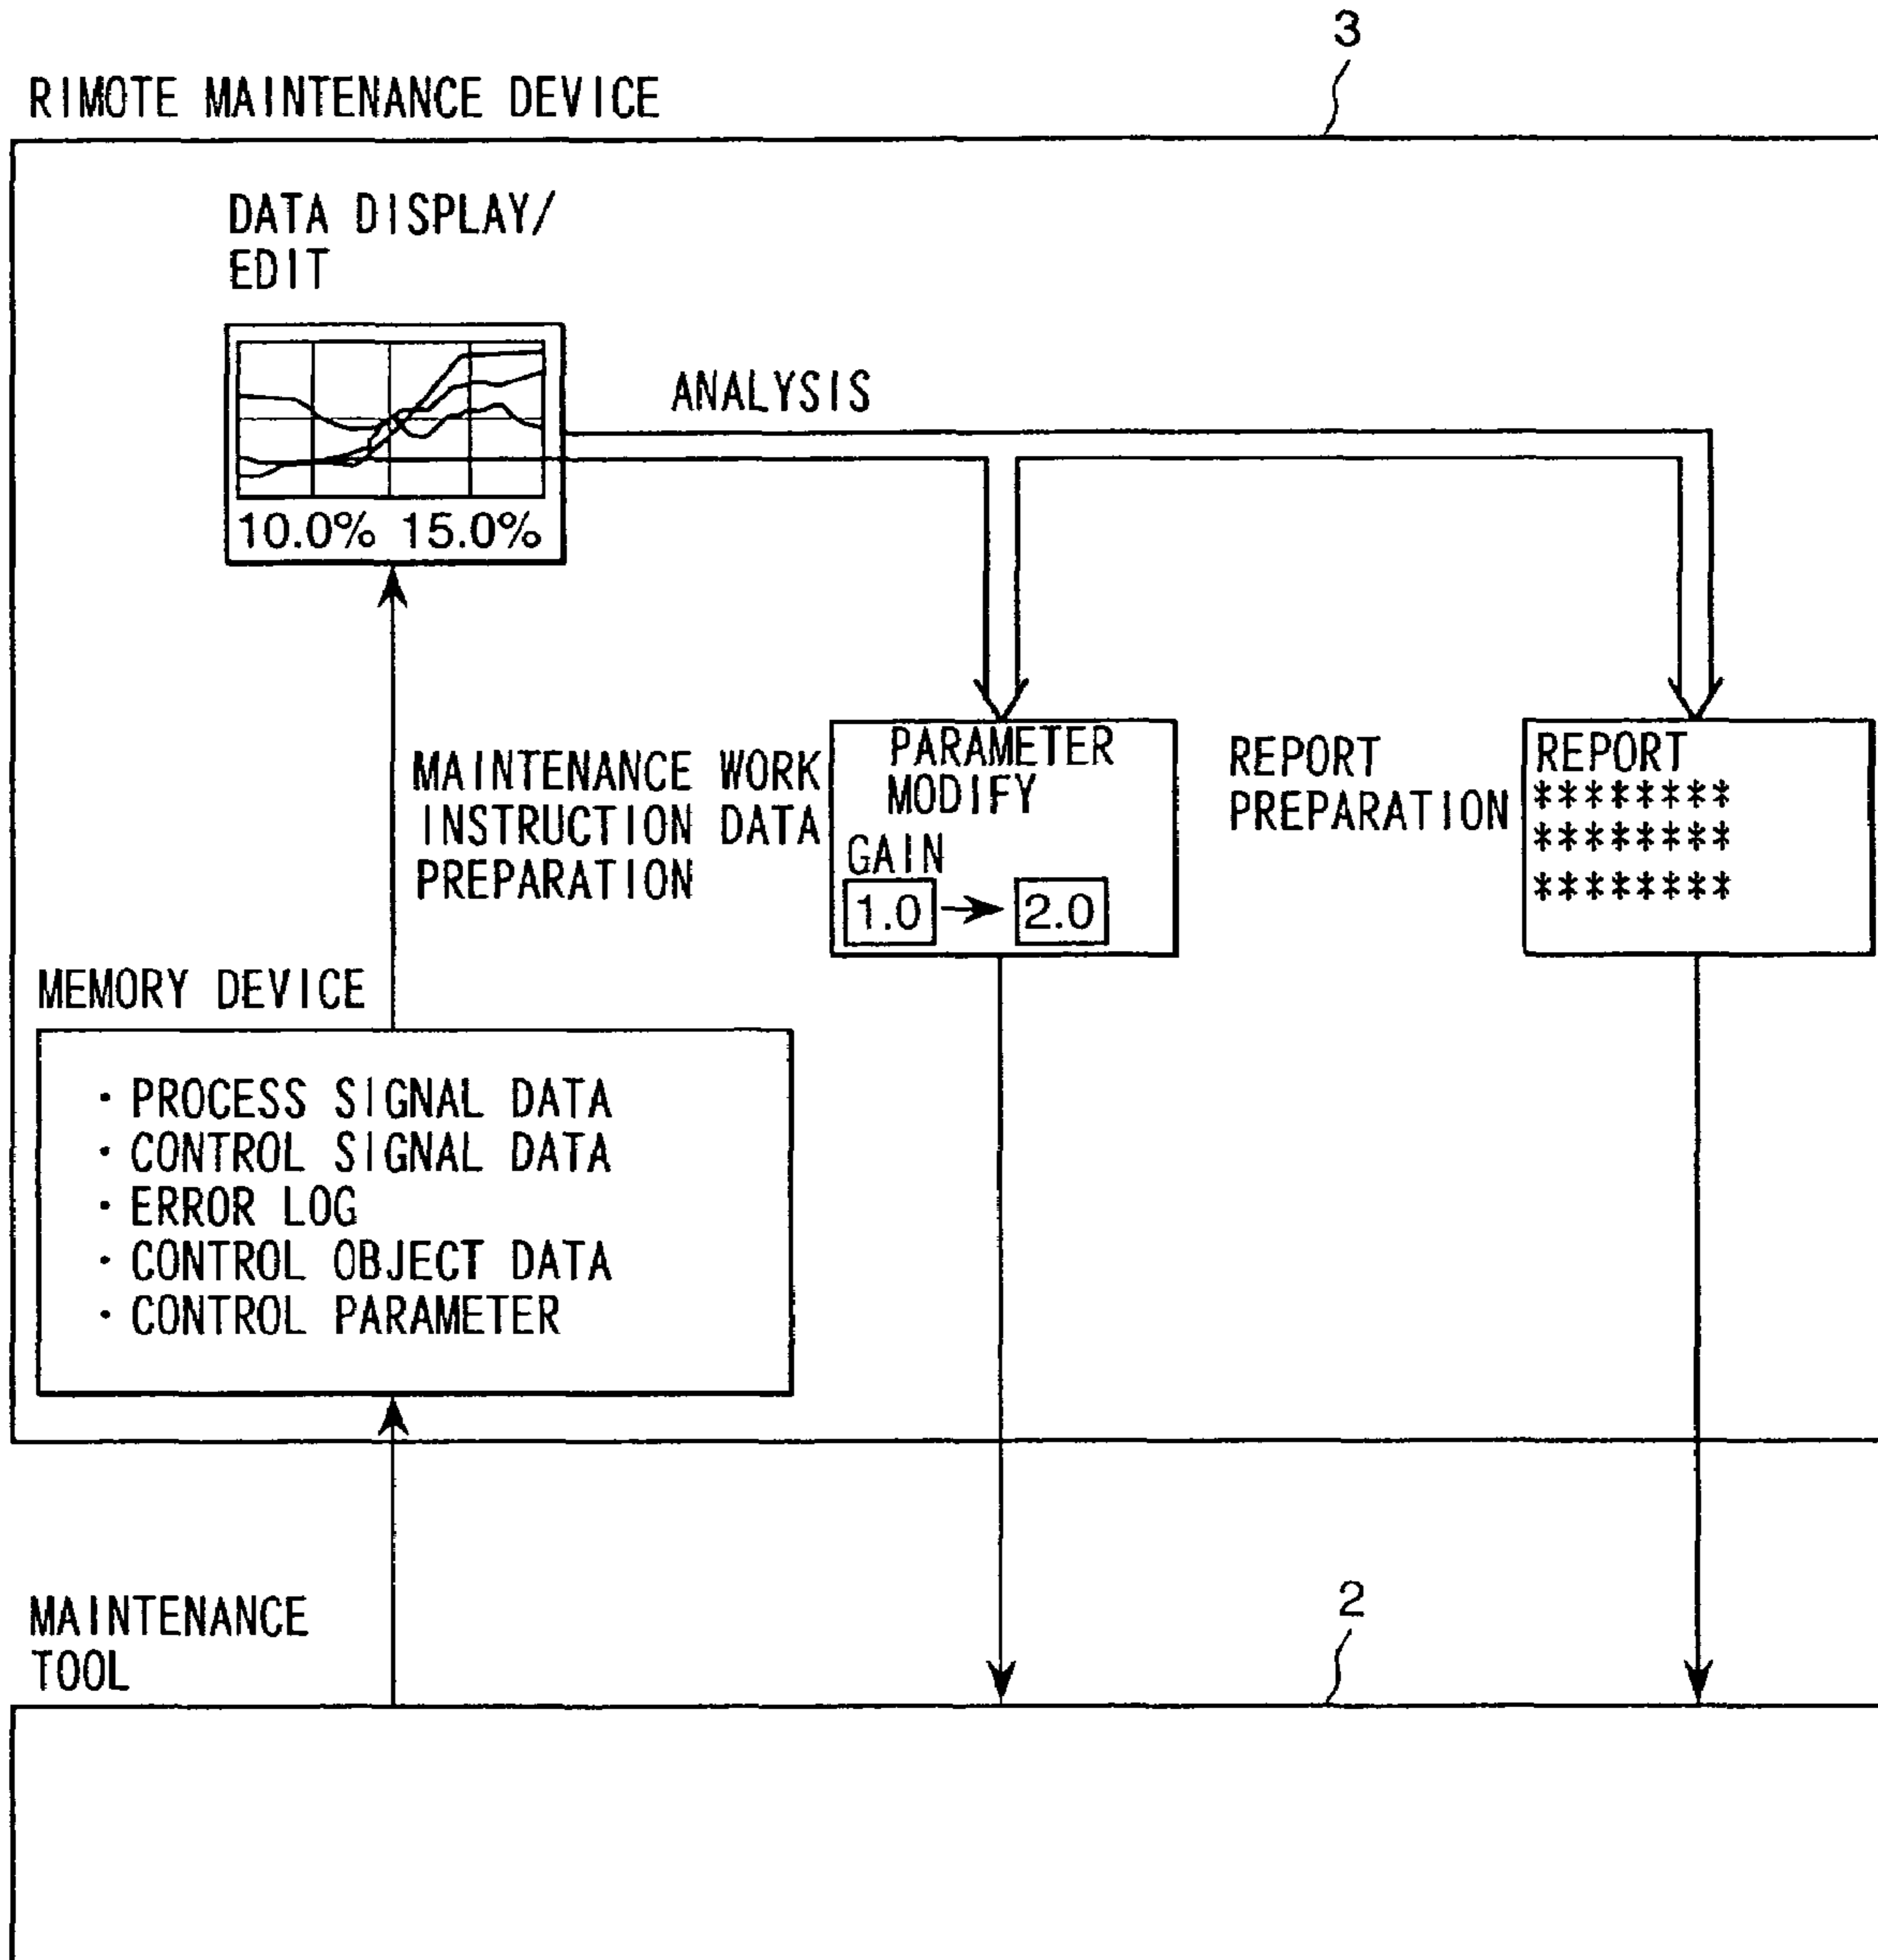 3
RIMOTE MAINTENANCE DEVICE
DATA DISPLAY/
EDIT
ANALYSIS
10.0% 15.0%
MAINTENANCE WORK
INSTRUCTION DATA
PREPARATION
PARAMETER
MODIFY
GAIN
1.0 → 2.0
REPORT
PREPARATION
REPORT
********
********
********
MEMORY DEVICE
· PROCESS SIGNAL DATA
· CONTROL SIGNAL DATA
· ERROR LOG
· CONTROL OBJECT DATA
· CONTROL PARAMETER
MAINTENANCE
TOOL
2